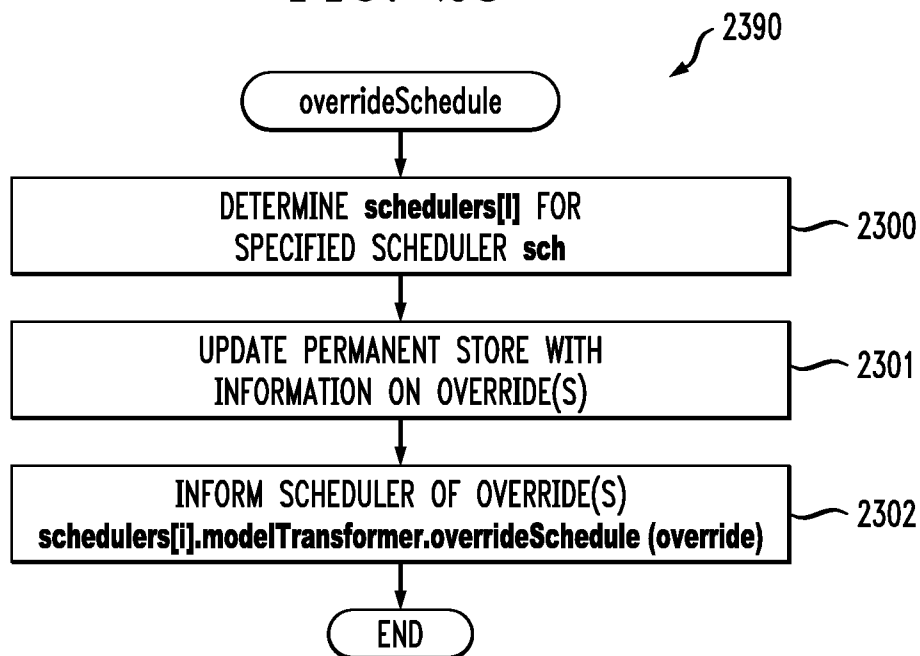 2390
overrideSchedule
DETERMINE schedulers[I] FOR
SPECIFIED SCHEDULER sch
2300
UPDATE PERMANENT STORE WITH
INFORMATION ON OVERRIDE(S)
2301
INFORM SCHEDULER OF OVERRIDE(S)
schedulers[i].modelTransformer.overrideSchedule (override)
2302
END